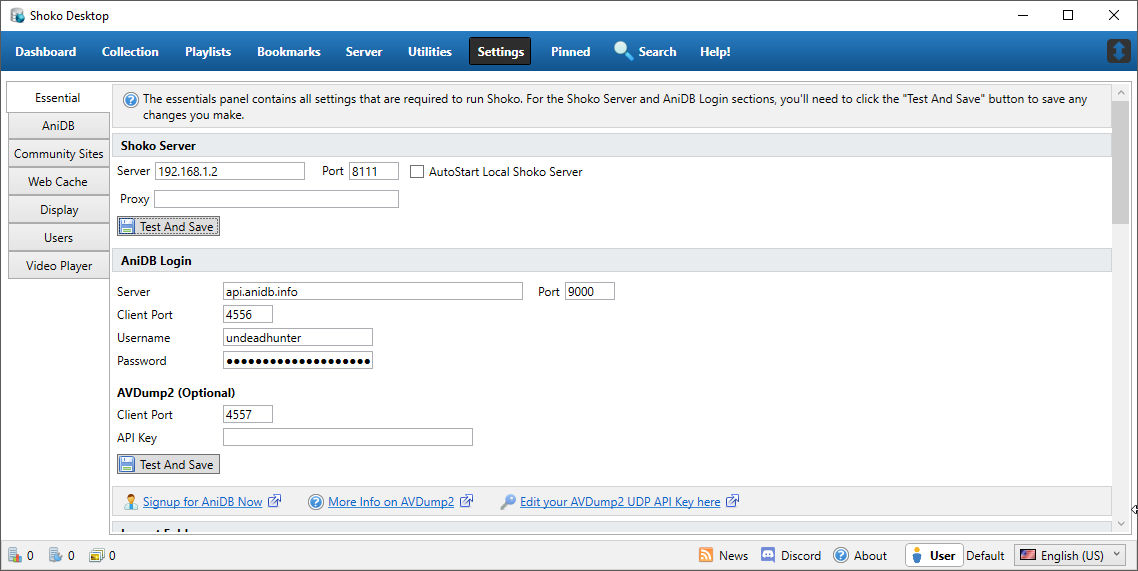 Shoko Desktop
Dashboard Collection Playlists Bookmarks Server Utilities Settings Pinned Search Help!
Essential
AniDB
Community Sites
Web Cache
Display
Users
Video Player
The essentials panel contains all settings that are required to run Shoko. For the Shoko Server and AniDB Login sections, you'll need to click the "Test And Save" button to save any
changes you make.
Shoko Server
Server 192.168.1.2 Port 8111 AutoStart Local Shoko Server
Proxy
Test And Save
AniDB Login
Server api.anidb.info Port 9000
Client Port 4556
Username undeadhunter
Password ●●●●●●●●●●●●●●●●●●●●
AVDump2 (Optional)
Client Port 4557
API Key
Test And Save
Signup for AniDB Now More Info on AVDump2 Edit your AVDump2 UDP API Key here
0 0 0 News Discord About User Default English (US)